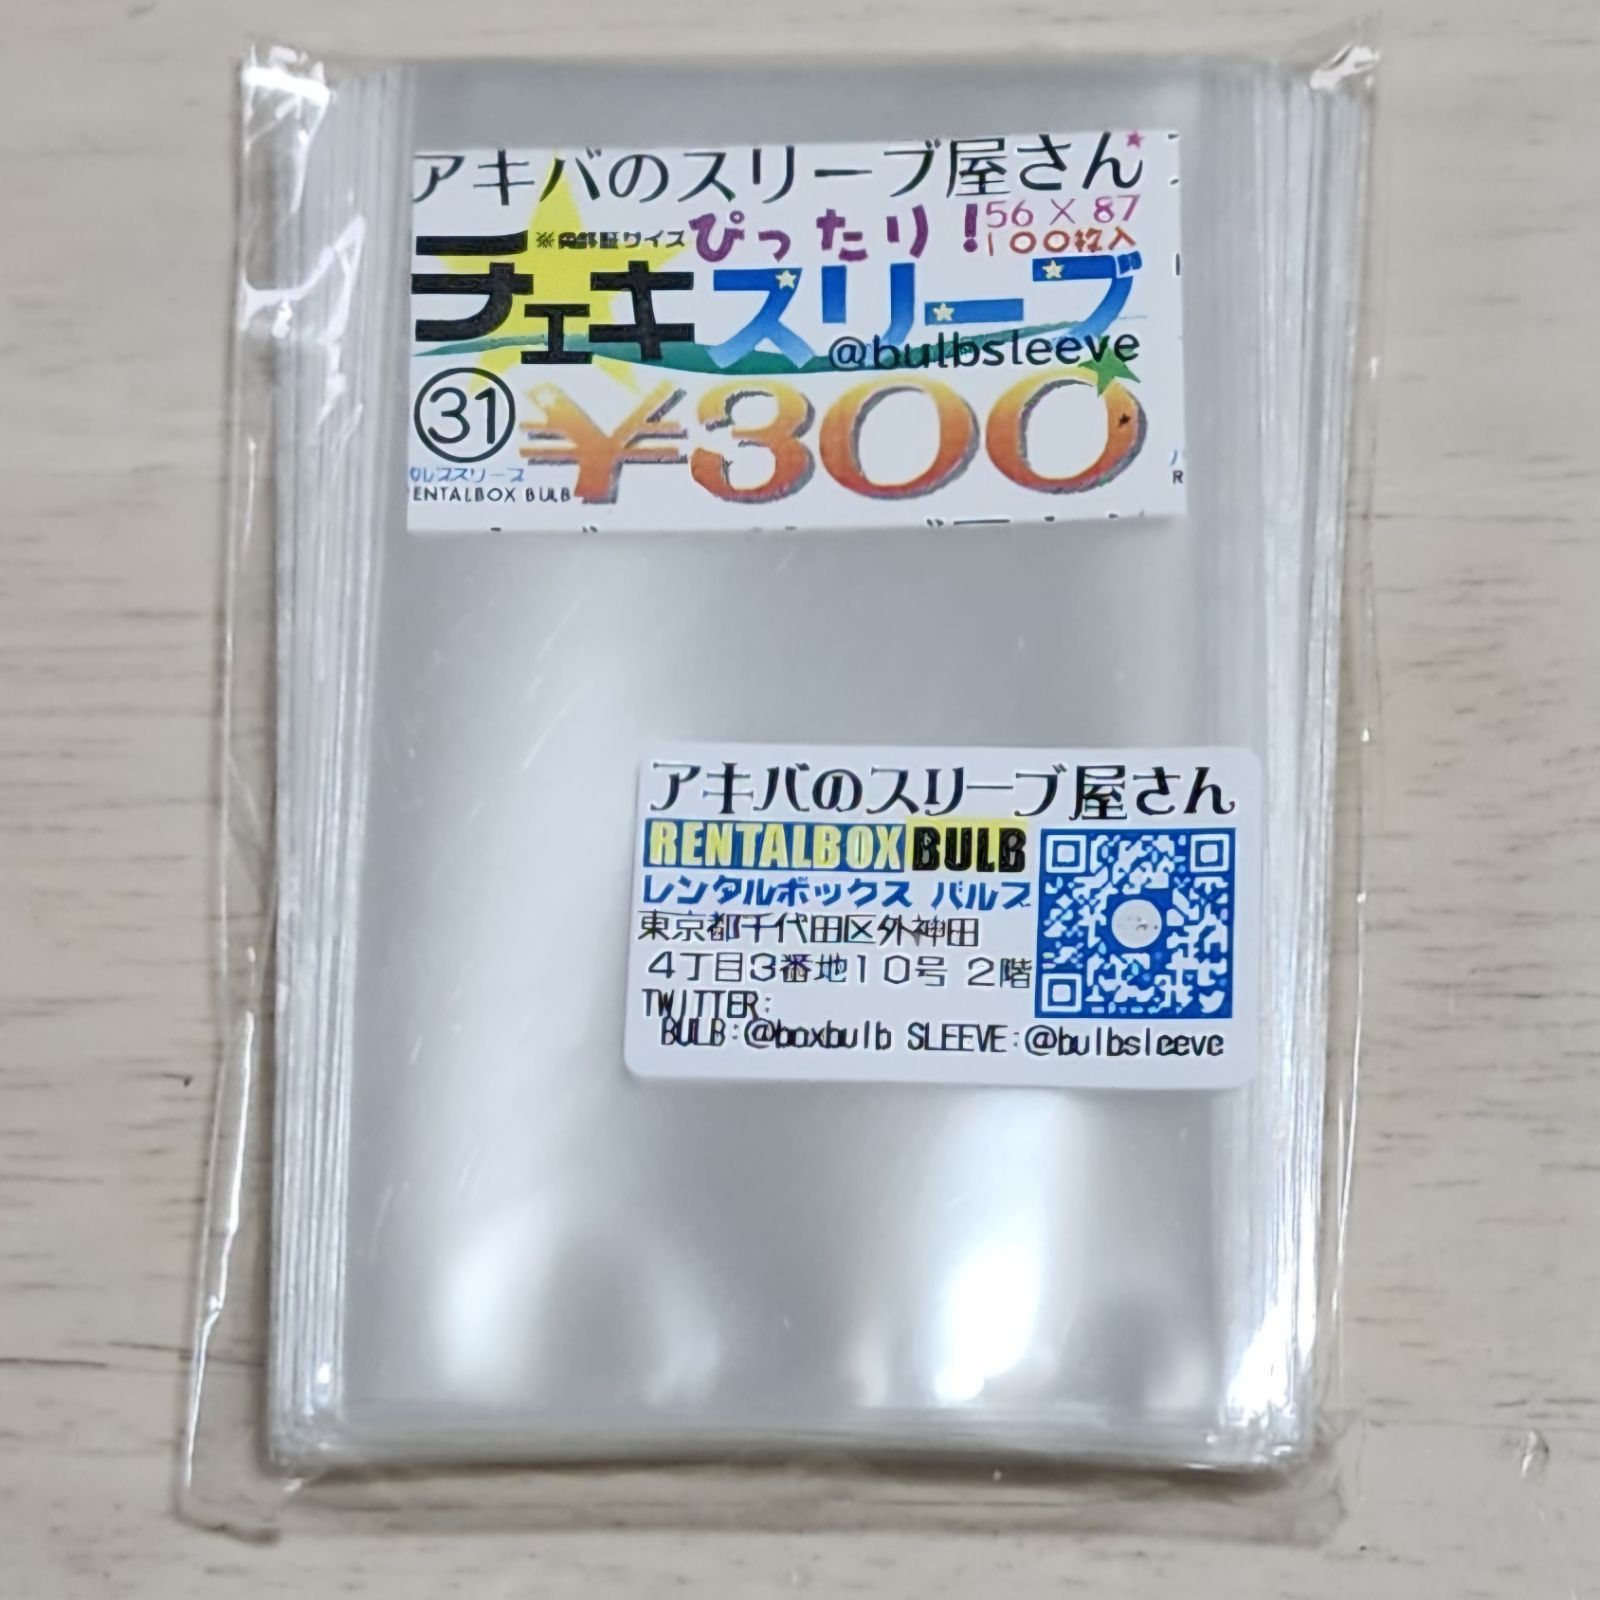 アキバのスリーブ屋さん
ぴったり！ 56×87
100枚入
チェキスリーブ
@bulbsleeve
㉛ ¥300
ENTALBOX BULB
アキバのスリーブ屋さん
RENTALBOX BULB
レンタルボックス バルブ
東京都千代田区外神田
4丁目3番地10号 2階
TWITTER:
BULB:@boxbulb SLEEVE:@bulbsleeve